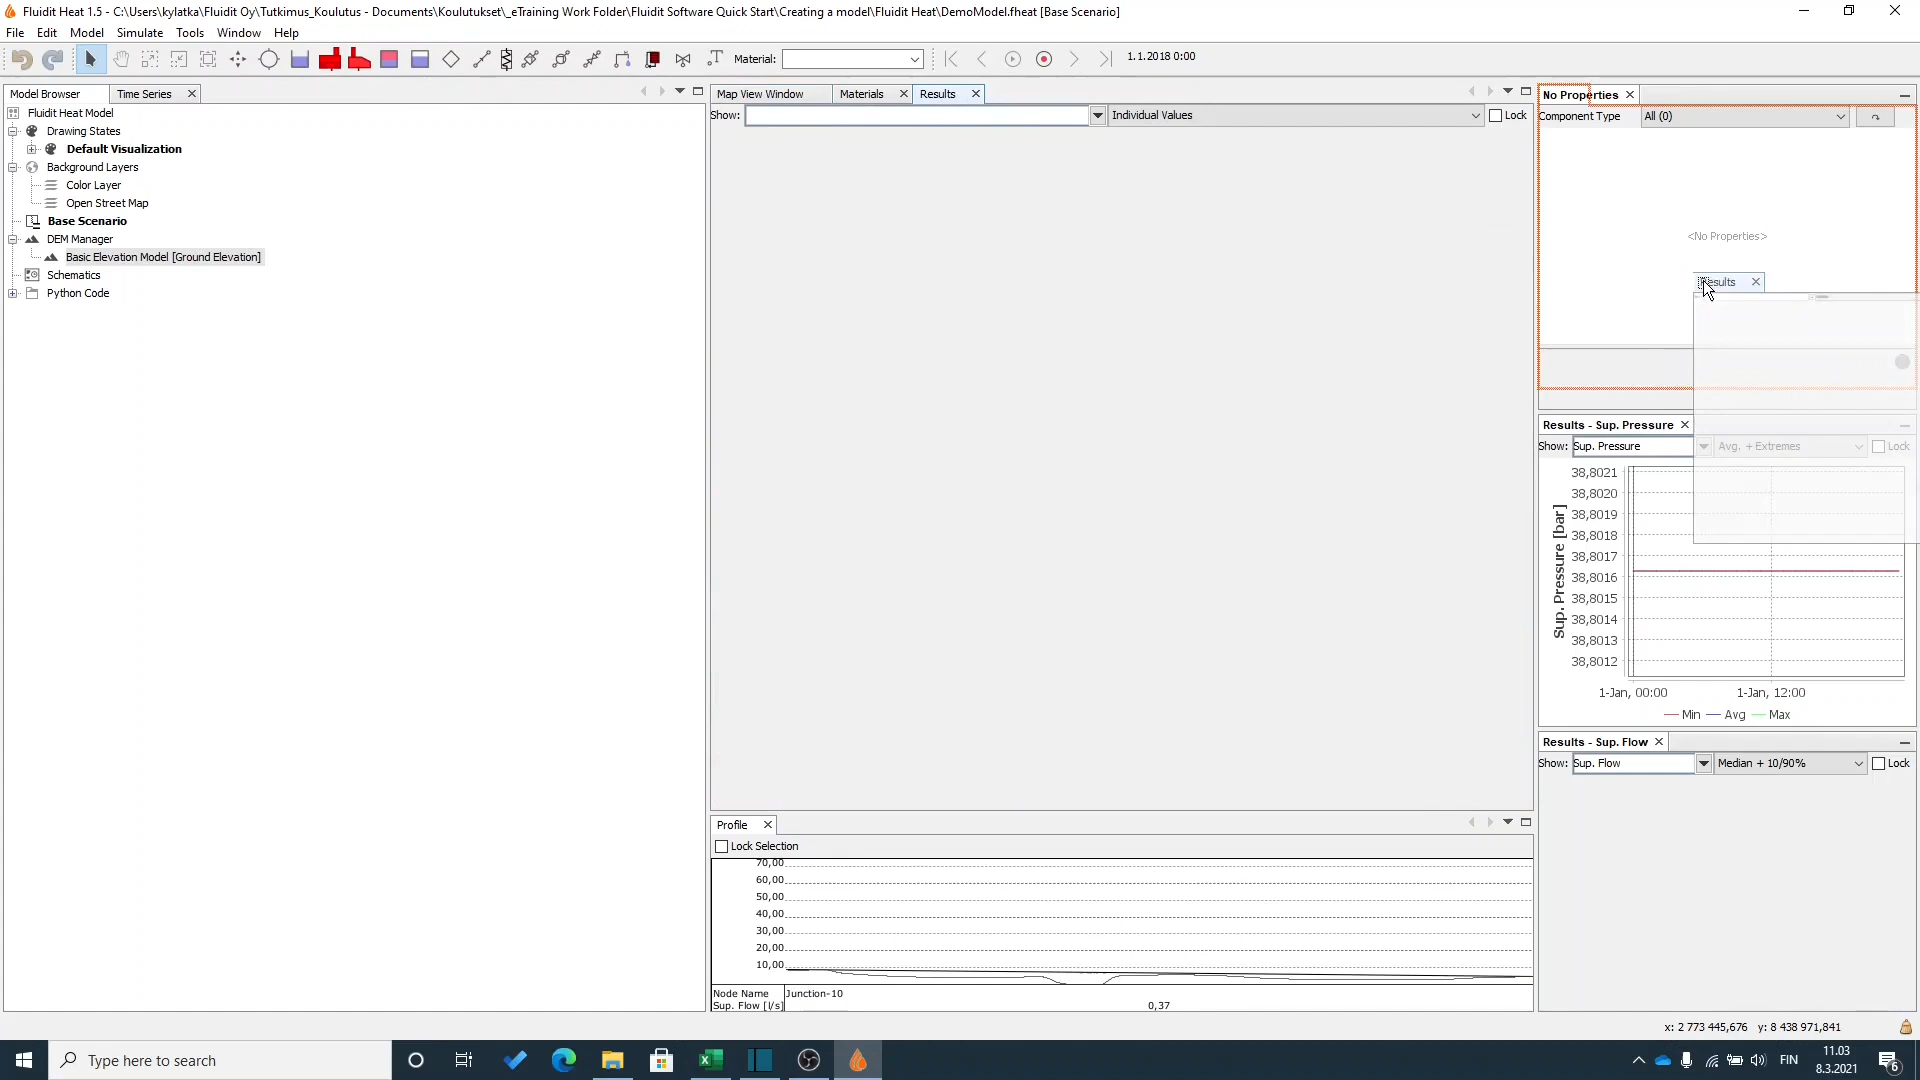 Fluidit Heat 1.5 - C:\Users\kylatka\Fluidit Oy\Tutkimus_Koulutus - Documents\Koulutukset\_eTraining Work Folder\Fluidit Software Quick Start\Creating a model\Fluidit Heat\DemoModel.fheat [Base Scenario]
File Edit Model Simulate Tools Window Help
Material: 1.1.2018 0:00
Model Browser Time Series Map View Window Materials Results No Properties
Show: Individual Values Lock Component Type All (0)
Fluidit Heat Model
Drawing States
Default Visualization
Background Layers
Color Layer
Open Street Map
Base Scenario
DEM Manager
Basic Elevation Model [Ground Elevation]
Schematics
Python Code
<No Properties>
Results
Results - Sup. Pressure
Show: Sup. Pressure Avg. + Extremes Lock
38,8021
38,8020
38,8019
38,8018
38,8017
38,8016
38,8015
38,8014
38,8013
38,8012
Sup. Pressure [bar]
1-Jan, 00:00 1-Jan, 12:00
Min Avg Max
Results - Sup. Flow
Show: Sup. Flow Median + 10/90% Lock
Profile
Lock Selection
70,00
60,00
50,00
40,00
30,00
20,00
10,00
Node Name Junction-10
Sup. Flow [l/s] 0,37
x: 2 773 445,676 y: 8 438 971,841
Type here to search
FIN
11.03
8.3.2021
6